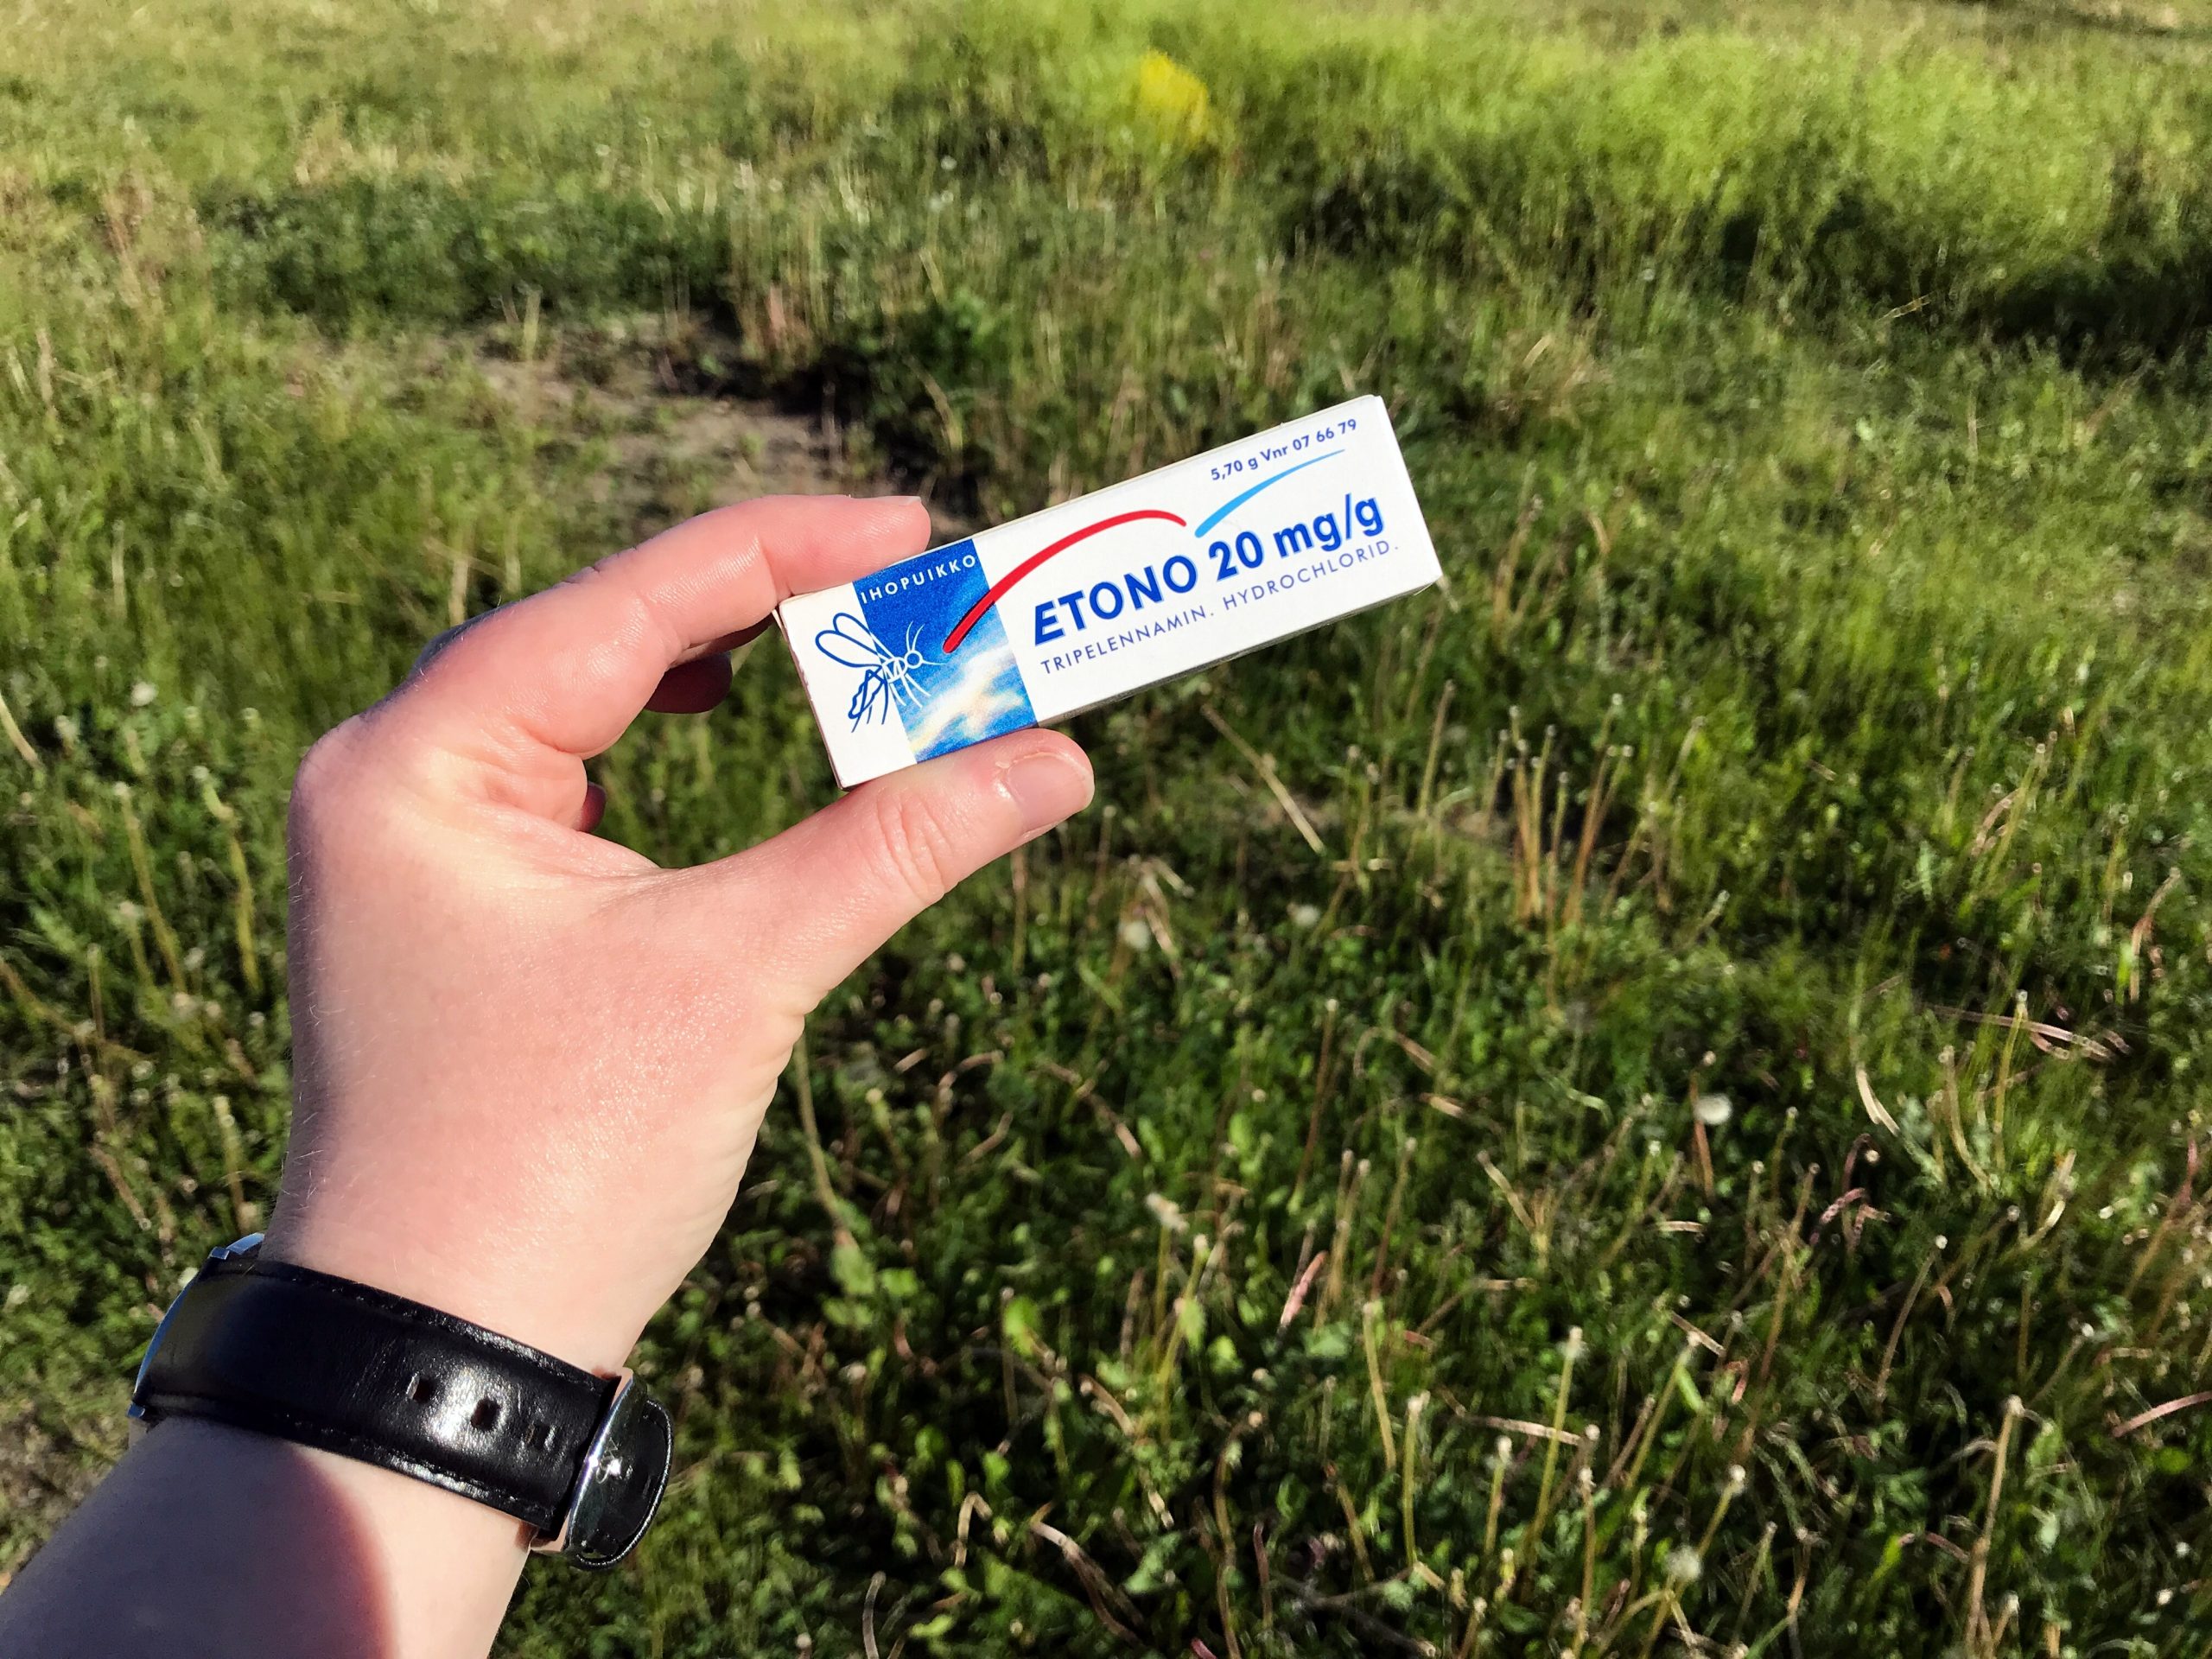 IHOPUIKKO
5,70 g Vnr 07 66 79
ETONO 20 mg/g
TRIPELENNAMIN. HYDROCHLORID.